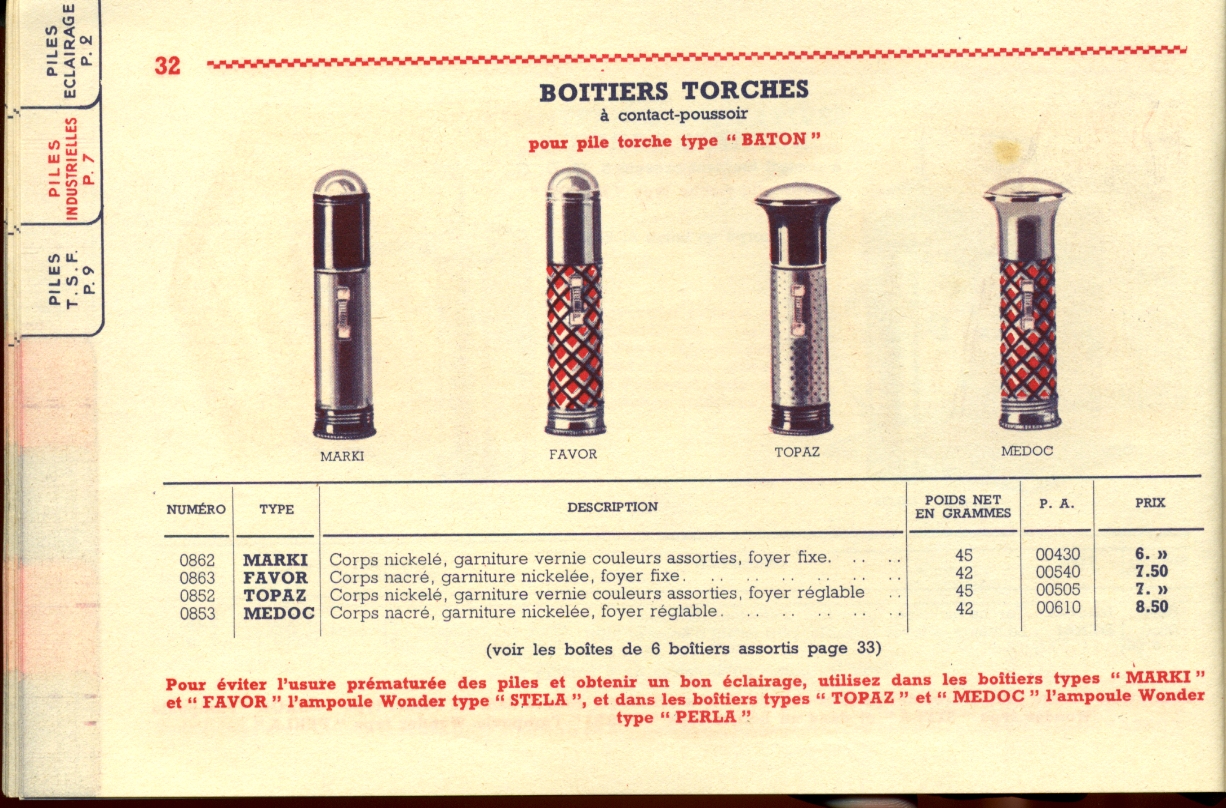 PILES
ECLAIRAGE
P. 2
PILES
INDUSTRIELLES
P. 7
PILES
T. S. F.
P. 9
32
BOITIERS TORCHES
à contact-poussoir
pour pile torche type “ BATON ”
MARKI
FAVOR
TOPAZ
MEDOC
NUMÉRO TYPE DESCRIPTION POIDS NET EN GRAMMES P. A. PRIX
0862 MARKI Corps nickelé, garniture vernie couleurs assorties, foyer fixe. . . . . 45 00430 6. »
0863 FAVOR Corps nacré, garniture nickelée, foyer fixe. . . . . . . . . . . . . 42 00540 7.50
0852 TOPAZ Corps nickelé, garniture vernie couleurs assorties, foyer réglable . . 45 00505 7. »
0853 MEDOC Corps nacré, garniture nickelée, foyer réglable. . . . . . . . . . . 42 00610 8.50
(voir les boîtes de 6 boîtiers assortis page 33)
Pour éviter l’usure prématurée des piles et obtenir un bon éclairage, utilisez dans les boîtiers types “ MARKI ”
et “ FAVOR ” l’ampoule Wonder type “ STELA ”, et dans les boîtiers types “ TOPAZ ” et “ MEDOC ” l’ampoule Wonder
type “ PERLA ”